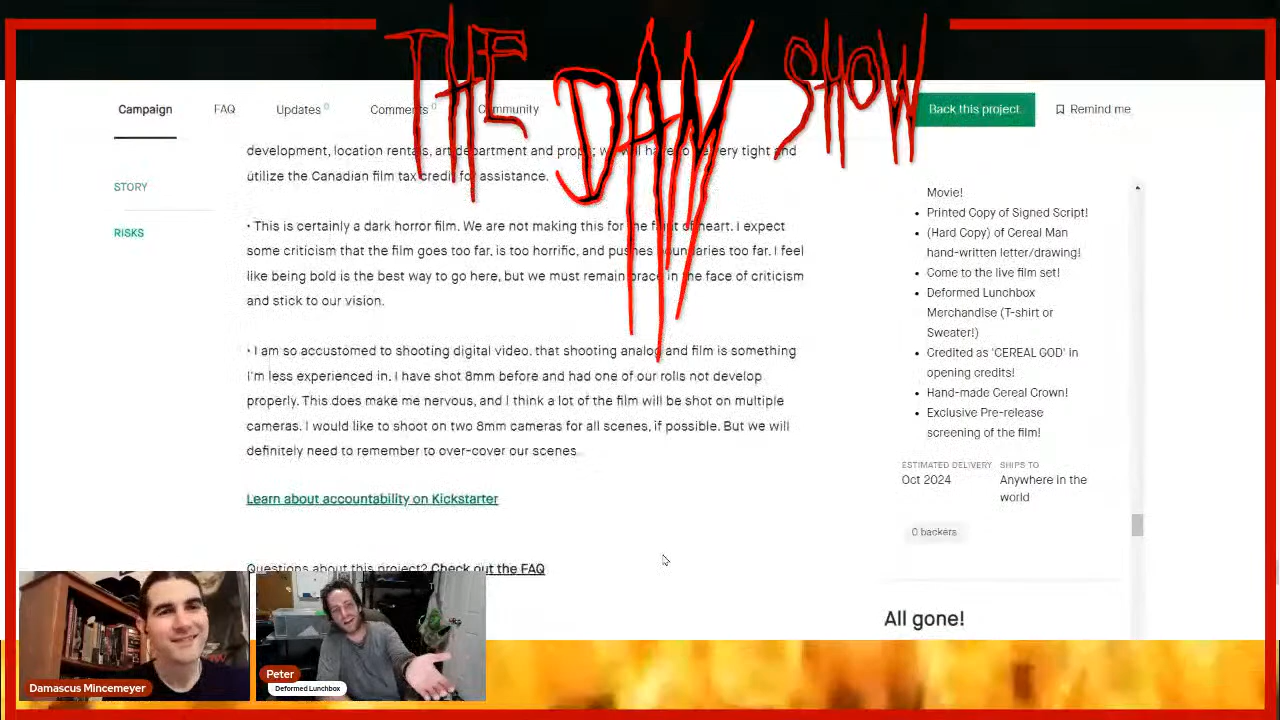 THE DAM SHOW
Campaign
FAQ
Updates 0
Comments 0
Community
Back this project
Remind me
STORY
RISKS
development, location rentals, art department and props; we will have to be very tight and
utilize the Canadian film tax credit for assistance.
• This is certainly a dark horror film. We are not making this for the faint of heart. I expect
some criticism that the film goes too far, is too horrific, and pushes boundaries too far. I feel
like being bold is the best way to go here, but we must remain brace in the face of criticism
and stick to our vision.
• I am so accustomed to shooting digital video, that shooting analog and film is something
I'm less experienced in. I have shot 8mm before and had one of our rolls not develop
properly. This does make me nervous, and I think a lot of the film will be shot on multiple
cameras. I would like to shoot on two 8mm cameras for all scenes, if possible. But we will
definitely need to remember to over-cover our scenes.
Learn about accountability on Kickstarter
Questions about this project? Check out the FAQ
Movie!
• Printed Copy of Signed Script!
• (Hard Copy) of Cereal Man
hand-written letter/drawing!
• Come to the live film set!
• Deformed Lunchbox
Merchandise (T-shirt or
Sweater!)
• Credited as 'CEREAL GOD' in
opening credits!
• Hand-made Cereal Crown!
• Exclusive Pre-release
screening of the film!
ESTIMATED DELIVERY
Oct 2024
SHIPS TO
Anywhere in the
world
0 backers
All gone!
Damascus Mincemeyer
Peter
Deformed Lunchbox